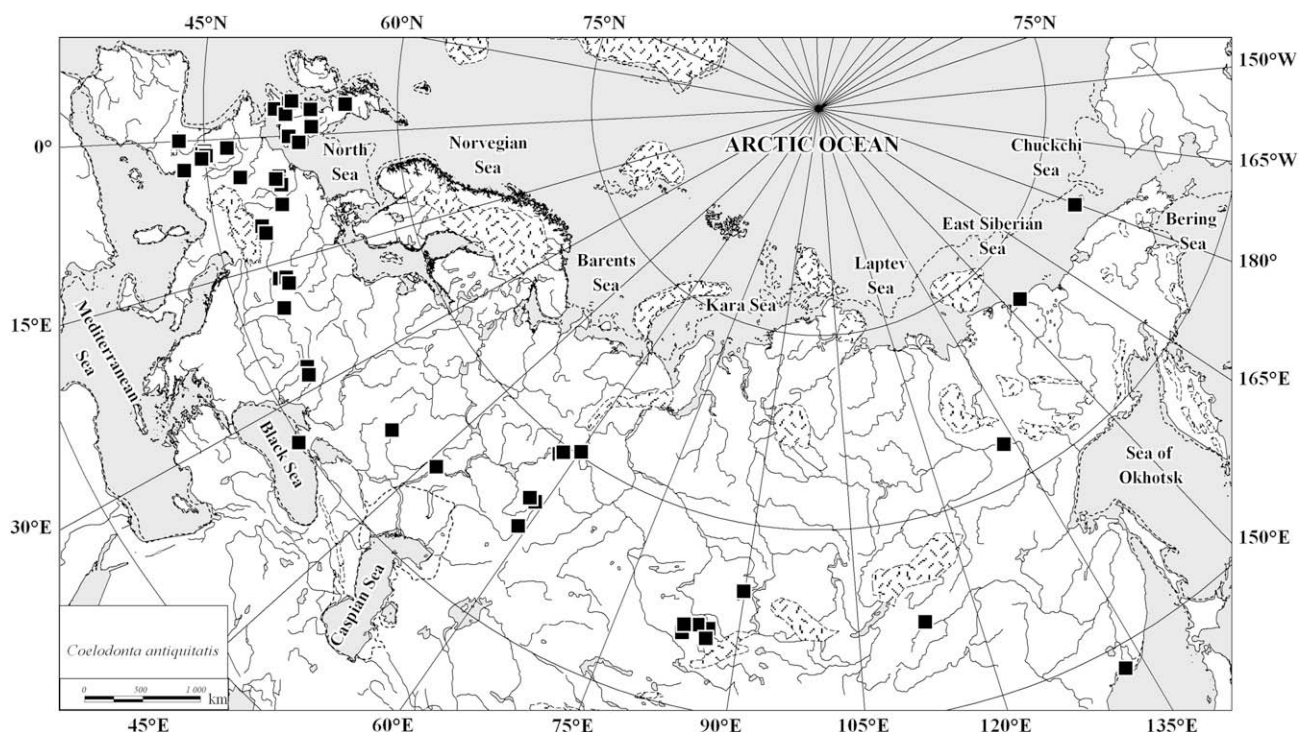 45°N
60°N
75°N
75°N
150°W
0°
North
Sea
Norvegian
Sea
ARCTIC OCEAN
Chuckchi
Sea
165°W
East Siberian
Sea
Bering
Sea
180°
Barents
Sea
Laptev
Sea
Kara Sea
15°E
Mediterranean
Sea
165°E
Black Sea
Sea of
Okhotsk
30°E
150°E
Caspian Sea
Coelodonta antiquitatis
0 500 1 000
km
45°E
60°E
75°E
90°E
105°E
120°E
135°E